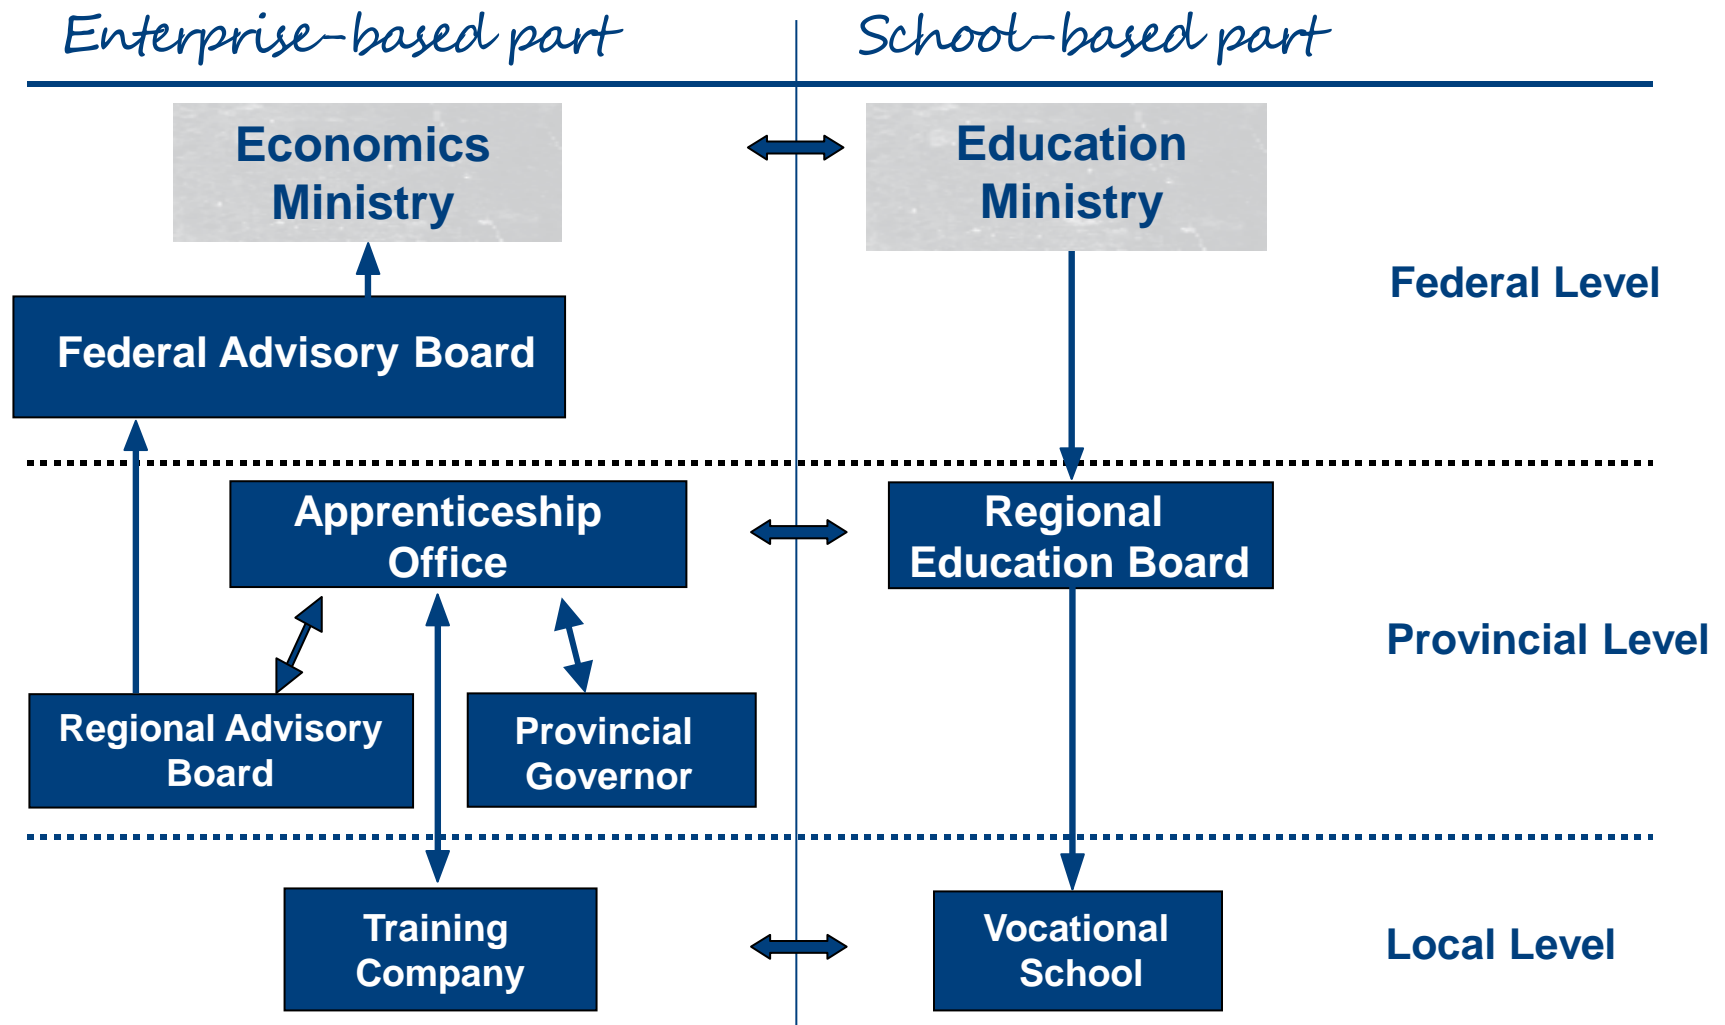 Enterprise-based part
School-based part
Economics
Ministry
Education
Ministry
Federal Level
Federal Advisory Board
Apprenticeship
Office
Regional
Education Board
Provincial Level
Regional Advisory
Board
Provincial
Governor
Training
Company
Vocational
School
Local Level